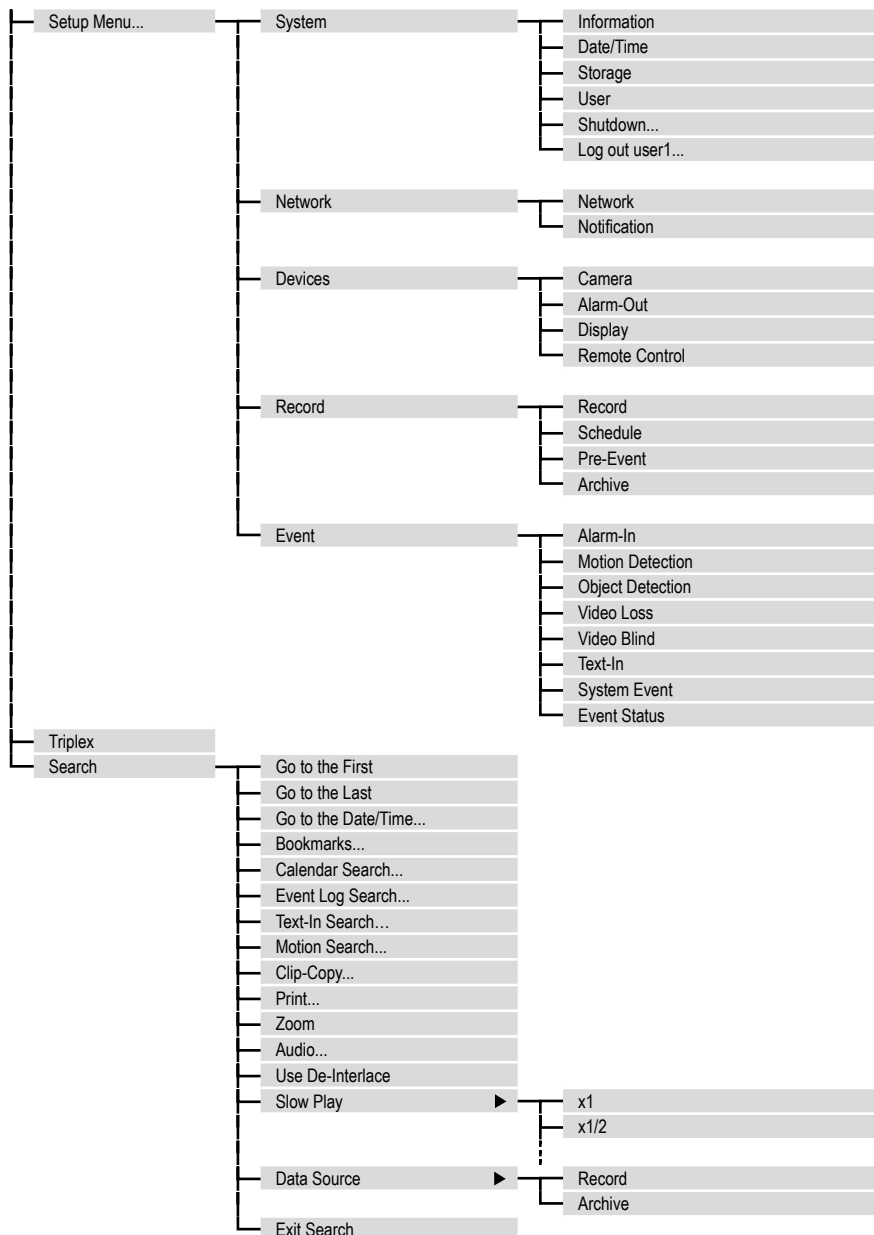 Setup Menu...
System
Information
Date/Time
Storage
User
Shutdown...
Log out user1...
Network
Network
Notification
Devices
Camera
Alarm-Out
Display
Remote Control
Record
Record
Schedule
Pre-Event
Archive
Event
Alarm-In
Motion Detection
Object Detection
Video Loss
Video Blind
Text-In
System Event
Event Status
Triplex
Search
Go to the First
Go to the Last
Go to the Date/Time...
Bookmarks...
Calendar Search...
Event Log Search...
Text-In Search…
Motion Search...
Clip-Copy...
Print...
Zoom
Audio...
Use De-Interlace
Slow Play
x1
x1/2
Data Source
Record
Archive
Exit Search